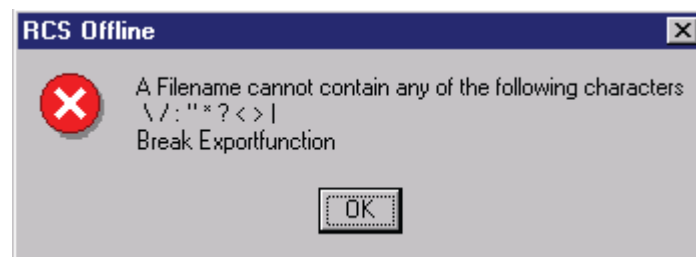 RCS Offline
A Filename cannot contain any of the following characters
\ / : " * ? < > |
Break Exportfunction
OK